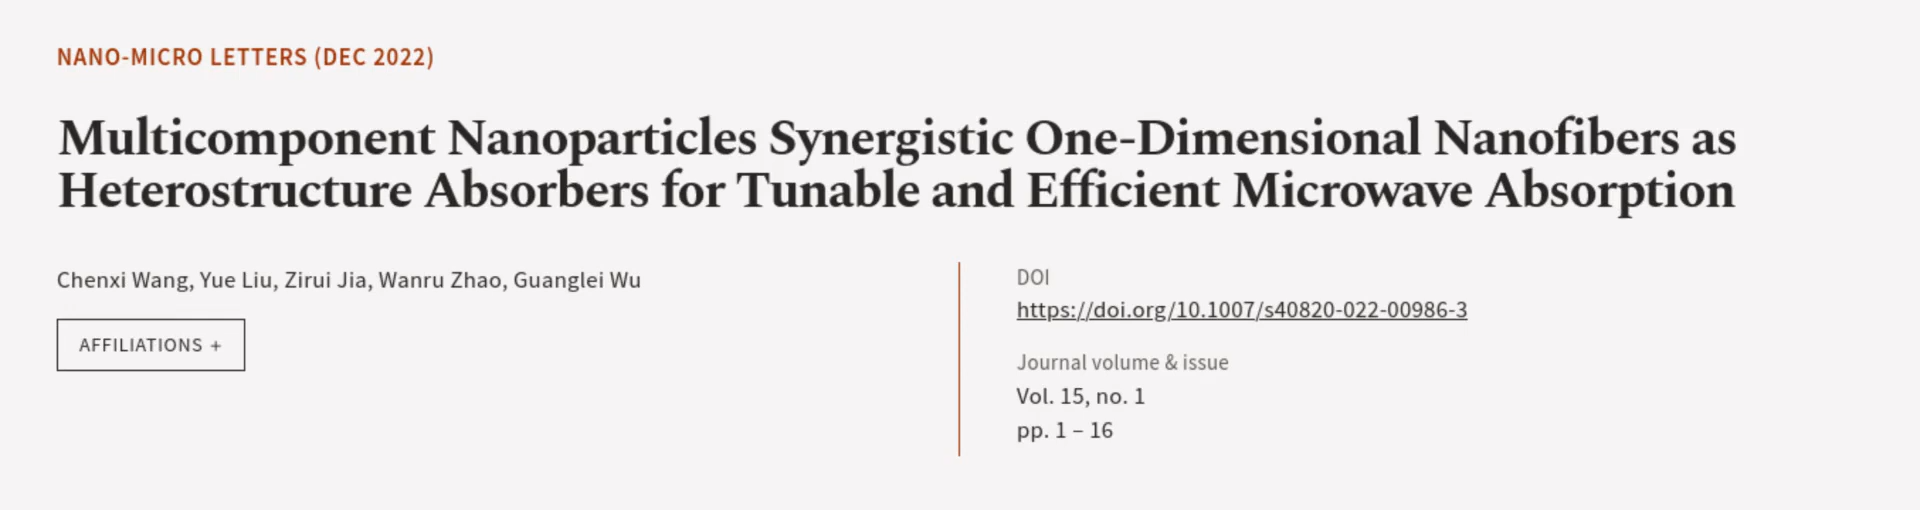 NANO-MICRO LETTERS (DEC 2022)
Multicomponent Nanoparticles Synergistic One-Dimensional Nanofibers as
Heterostructure Absorbers for Tunable and Efficient Microwave Absorption
Chenxi Wang, Yue Liu, Zirui Jia, Wanru Zhao, Guanglei Wu
AFFILIATIONS +
DOI
https://doi.org/10.1007/s40820-022-00986-3
Journal volume & issue
Vol. 15, no. 1
pp. 1 – 16